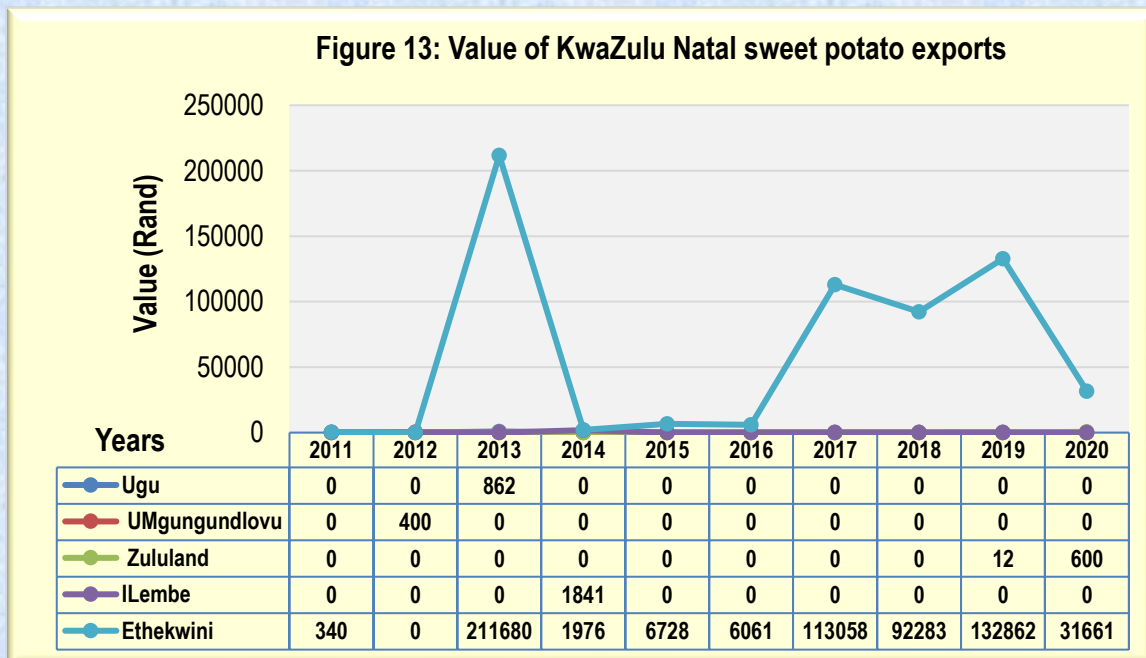 Figure 13: Value of KwaZulu Natal sweet potato exports
250000
200000
150000
100000
50000
0
Value (Rand)
Years 2011 2012 2013 2014 2015 2016 2017 2018 2019 2020
Ugu 0 0 862 0 0 0 0 0 0 0
UMgungundlovu 0 400 0 0 0 0 0 0 0 0
Zululand 0 0 0 0 0 0 0 0 12 600
ILembe 0 0 0 1841 0 0 0 0 0 0
Ethekwini 340 0 211680 1976 6728 6061 113058 92283 132862 31661